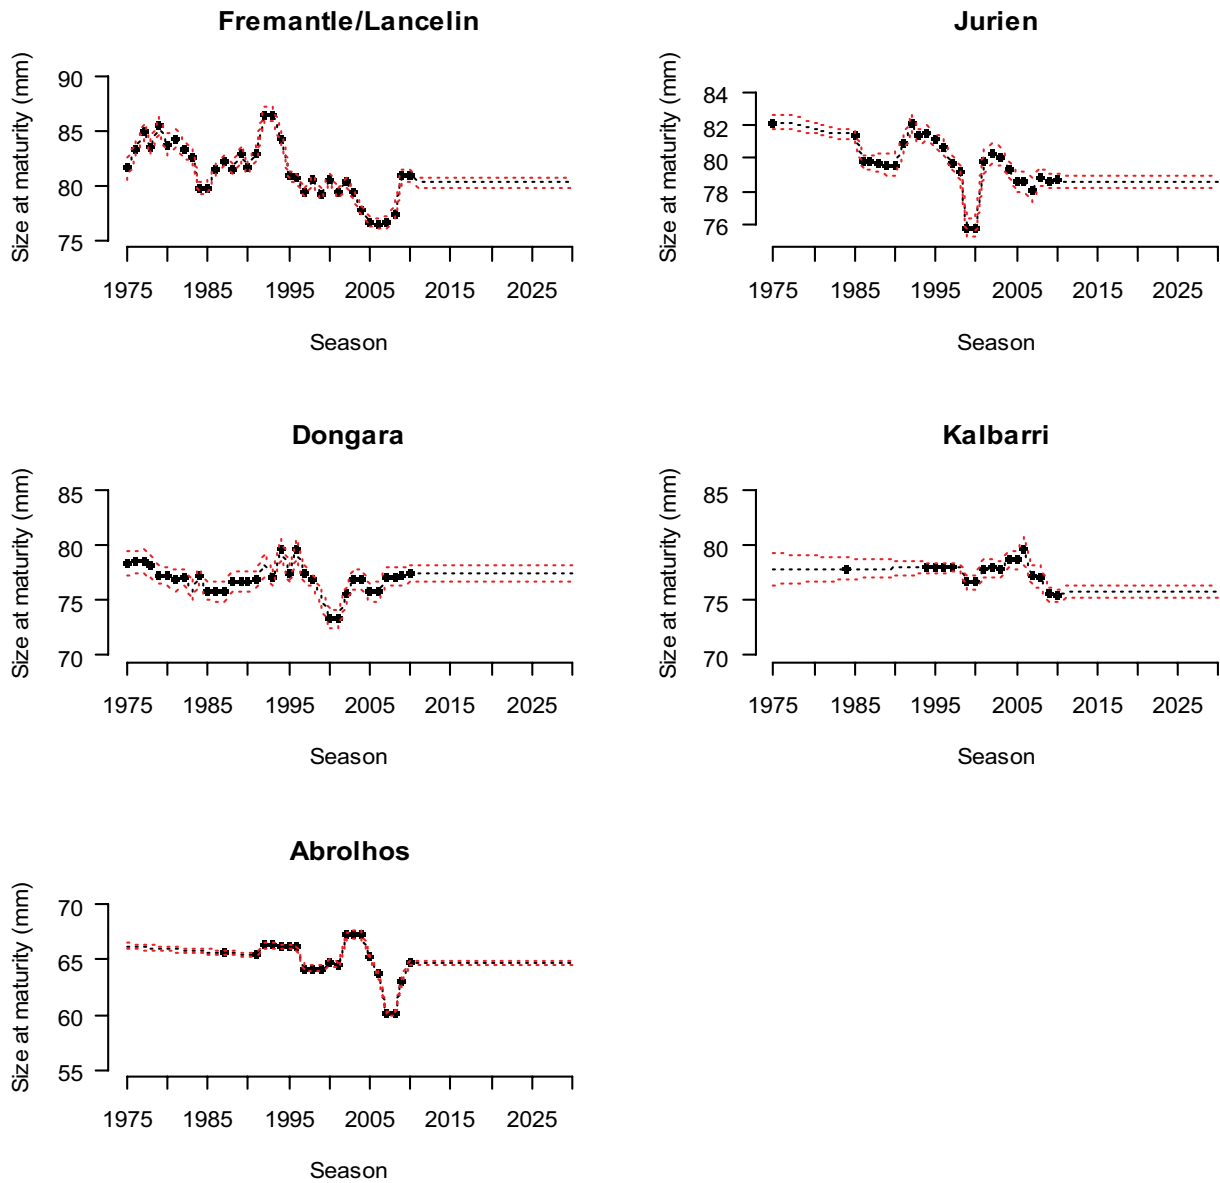 Fremantle/Lancelin
Size at maturity (mm)
90
85
80
75
1975 1985 1995 2005 2015 2025
Season
Jurien
Size at maturity (mm)
84
82
80
78
76
1975 1985 1995 2005 2015 2025
Season
Dongara
Size at maturity (mm)
85
80
75
70
1975 1985 1995 2005 2015 2025
Season
Kalbarri
Size at maturity (mm)
85
80
75
70
1975 1985 1995 2005 2015 2025
Season
Abrolhos
Size at maturity (mm)
70
65
60
55
1975 1985 1995 2005 2015 2025
Season